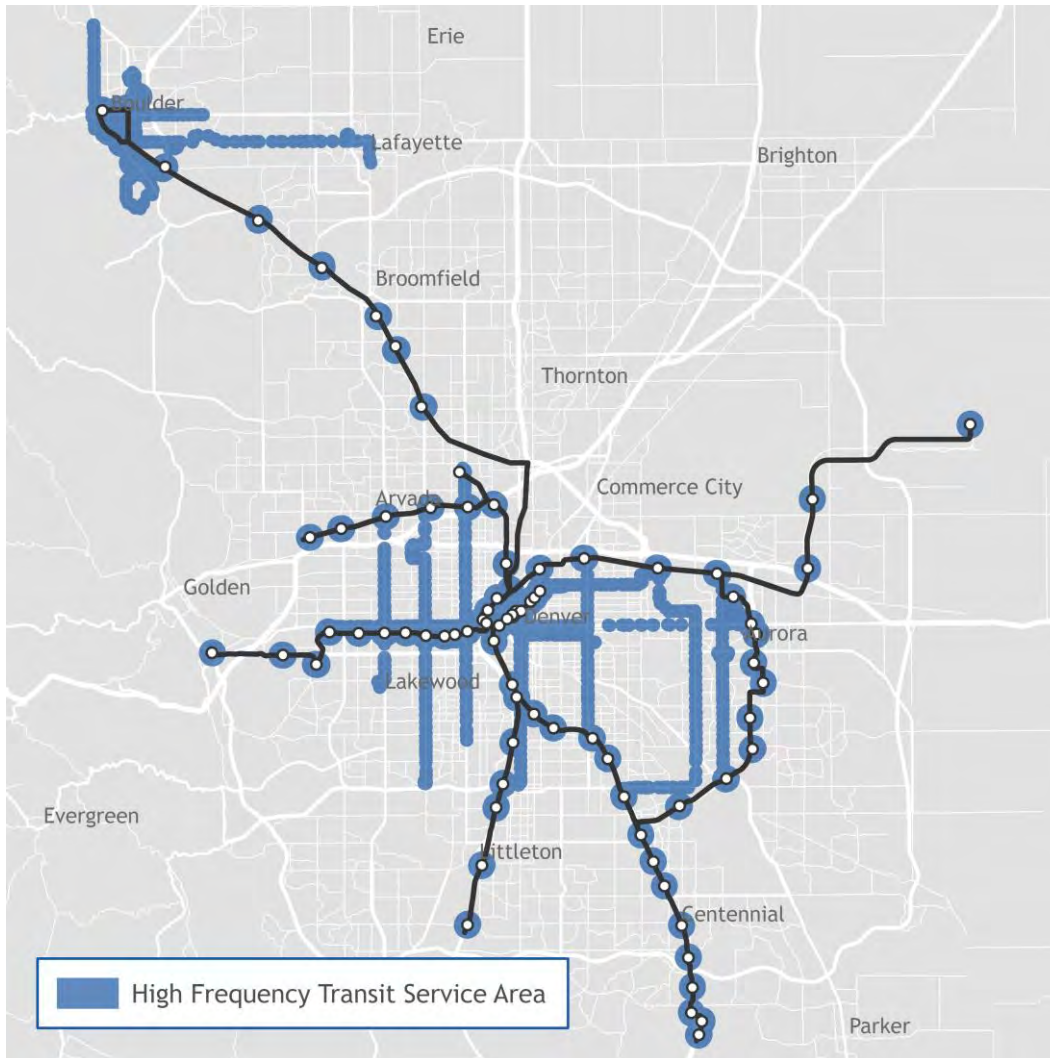 Erie
Boulder
Lafayette
Brighton
Broomfield
Thornton
Commerce City
Arvada
Golden
Denver
Aurora
Lakewood
Evergreen
Littleton
Centennial
High Frequency Transit Service Area
Parker